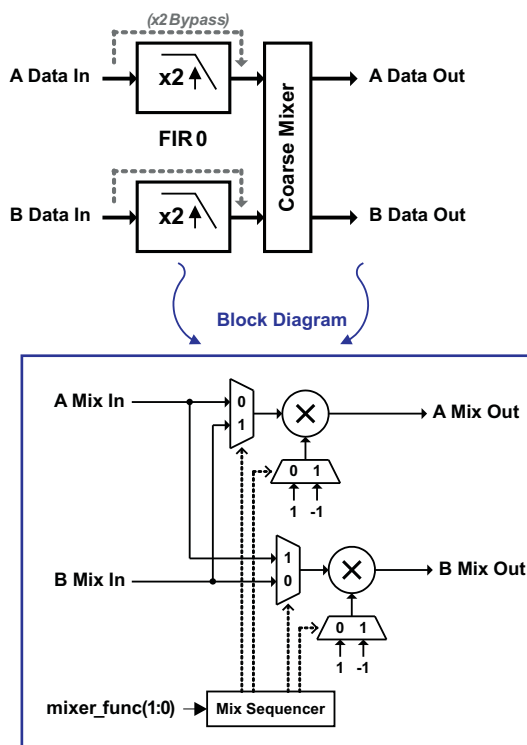 (x2 Bypass)
A Data In
x2
A Data Out
FIR 0
Coarse Mixer
B Data In
x2
B Data Out
Block Diagram
A Mix In
0
1
×
A Mix Out
0 1
1 -1
1
0
B Mix In
×
B Mix Out
0 1
1 -1
mixer_func(1:0)
Mix Sequencer